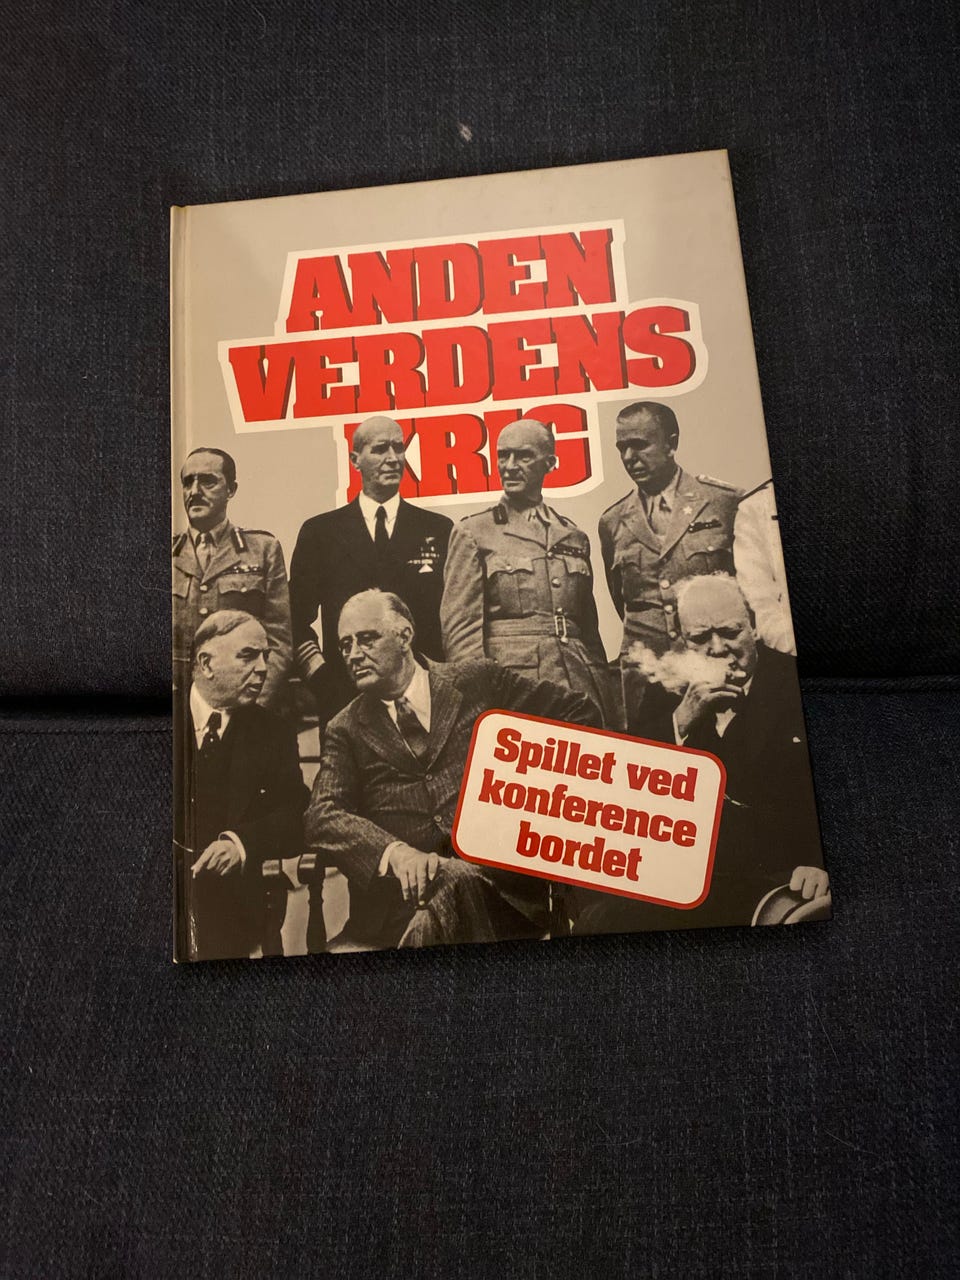 ANDEN
VERDENS
KRIG
Spillet ved
konference
bordet